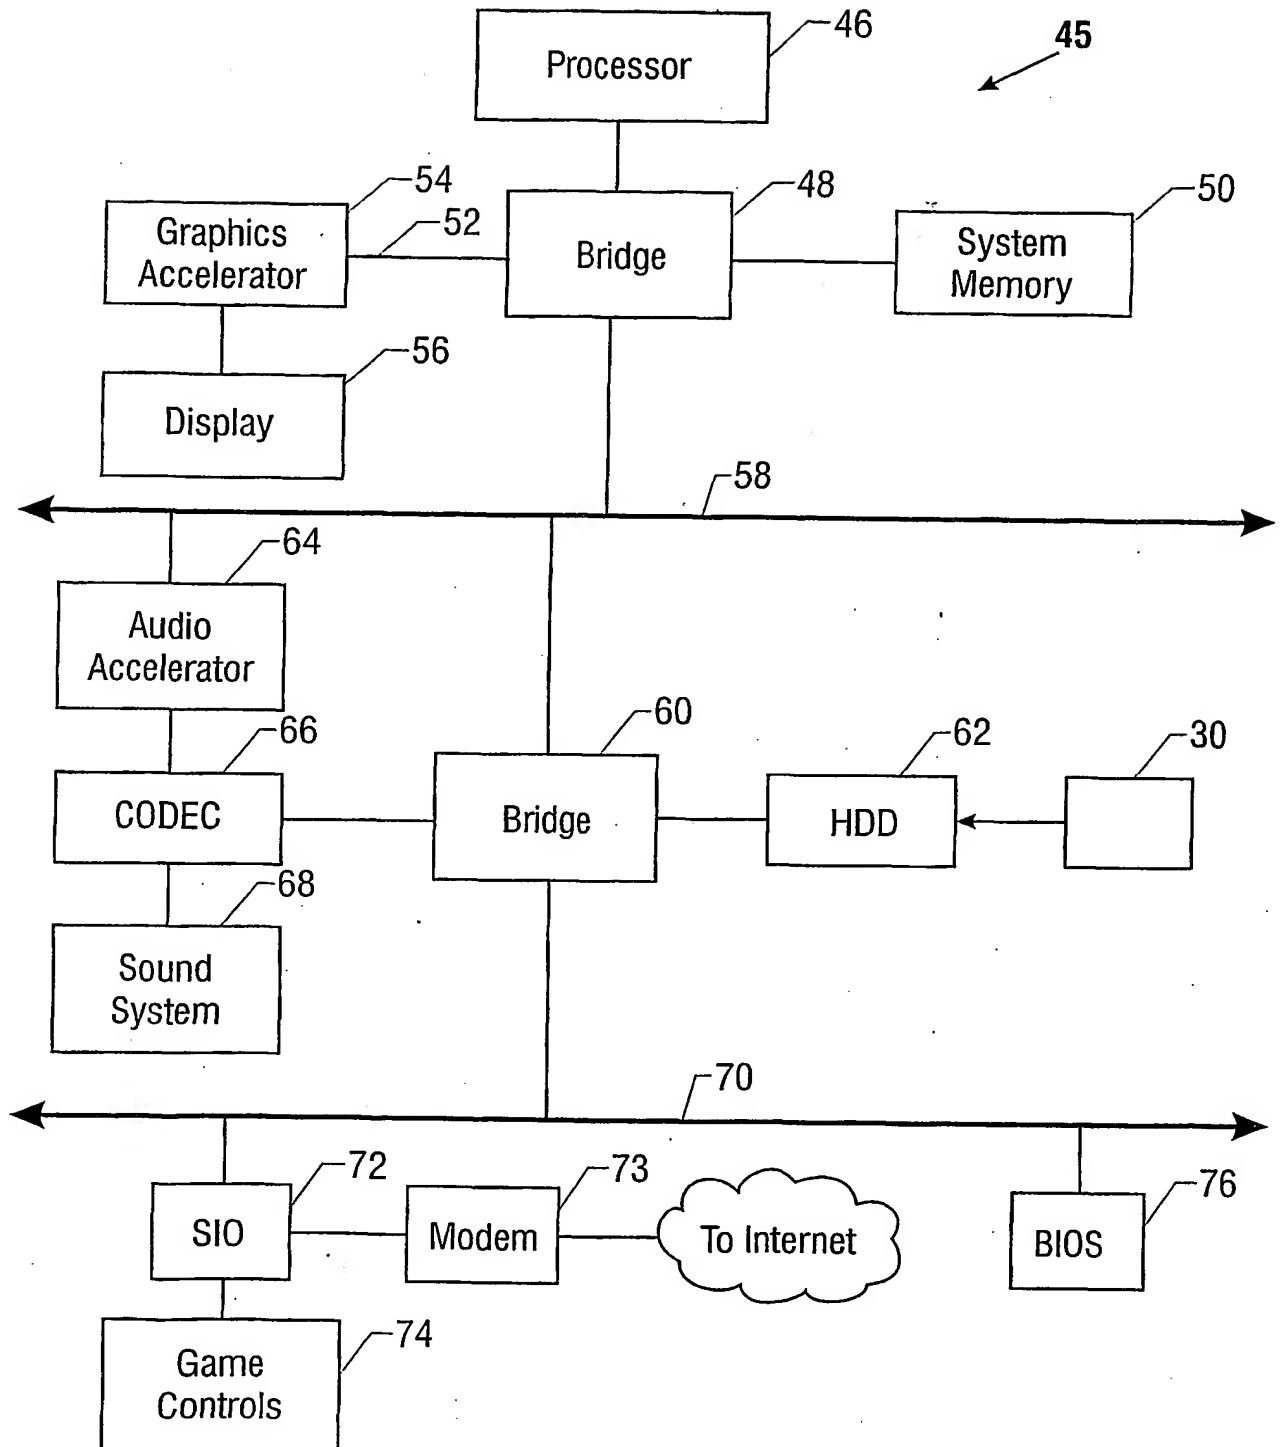 46
45
Processor
54
48
50
52
Graphics
Accelerator
Bridge
System
Memory
56
Display
58
64
Audio
Accelerator
60
66
62
30
CODEC
Bridge
HDD
68
Sound
System
70
72
73
76
SIO
Modem
To Internet
BIOS
74
Game
Controls